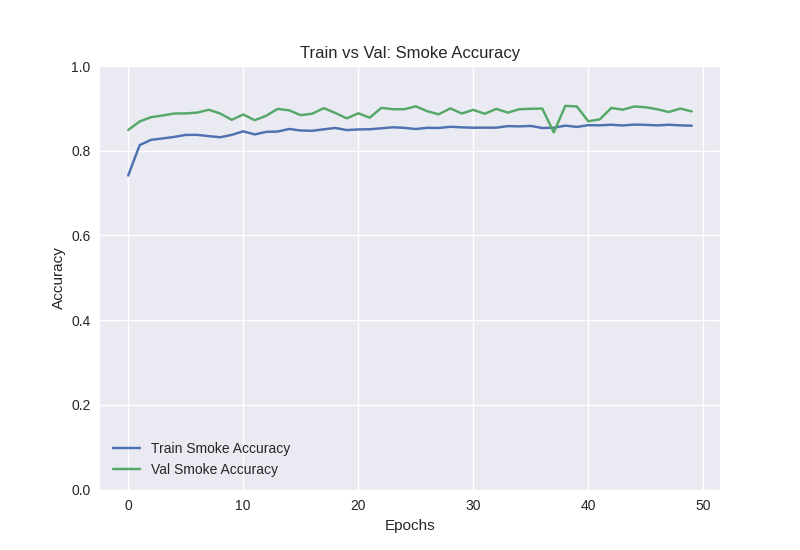 Train vs Val: Smoke Accuracy
1.0
0.8
0.6
0.4
0.2
0.0
Accuracy
Train Smoke Accuracy
Val Smoke Accuracy
0 10 20 30 40 50
Epochs